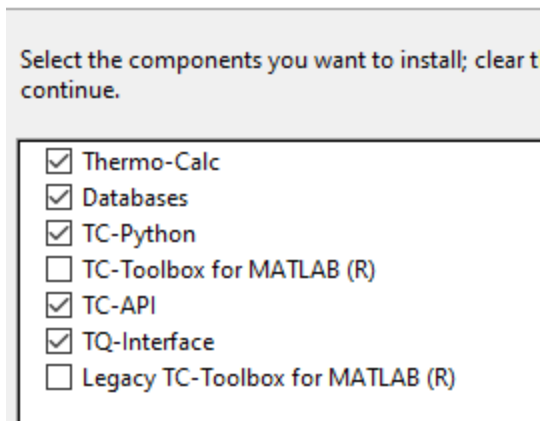 Select the components you want to install; clear t
continue.
Thermo-Calc
Databases
TC-Python
TC-Toolbox for MATLAB (R)
TC-API
TQ-Interface
Legacy TC-Toolbox for MATLAB (R)